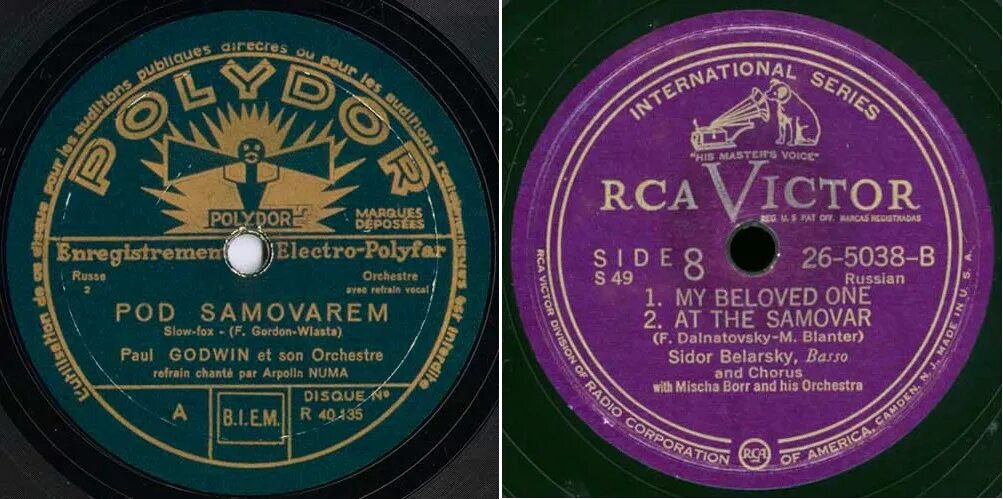 L'utilisation de ce disque pour les auditions publiques directes ou pour les auditions radiodiffusées est interdite
POLYDOR
POLYDOR
MARQUES
DÉPOSÉES
Enregistrement Electro-Polyfar
Russe
2
Orchestre
avec refrain vocal
POD SAMOVAREM
Slow-fox - (F. Gordon-Wlasta)
Paul GODWIN et son Orchestre
refrain chanté par Arpolin NUMA
A
B.I.E.M.
DISQUE No
R 40.135
INTERNATIONAL SERIES
"HIS MASTER'S VOICE"
RCA VICTOR
REG. U. S. PAT. OFF. MARCAS REGISTRADAS
SIDE 8
S 49
26-5038-B
Russian
1. MY BELOVED ONE
2. AT THE SAMOVAR
(F. Dalnatovsky-M. Blanter)
Sidor Belarsky, Basso
and Chorus
with Mischa Borr and his Orchestra
RCA VICTOR DIVISION OF RADIO CORPORATION OF AMERICA, CAMDEN, N. J. MADE IN U. S. A.
RCA